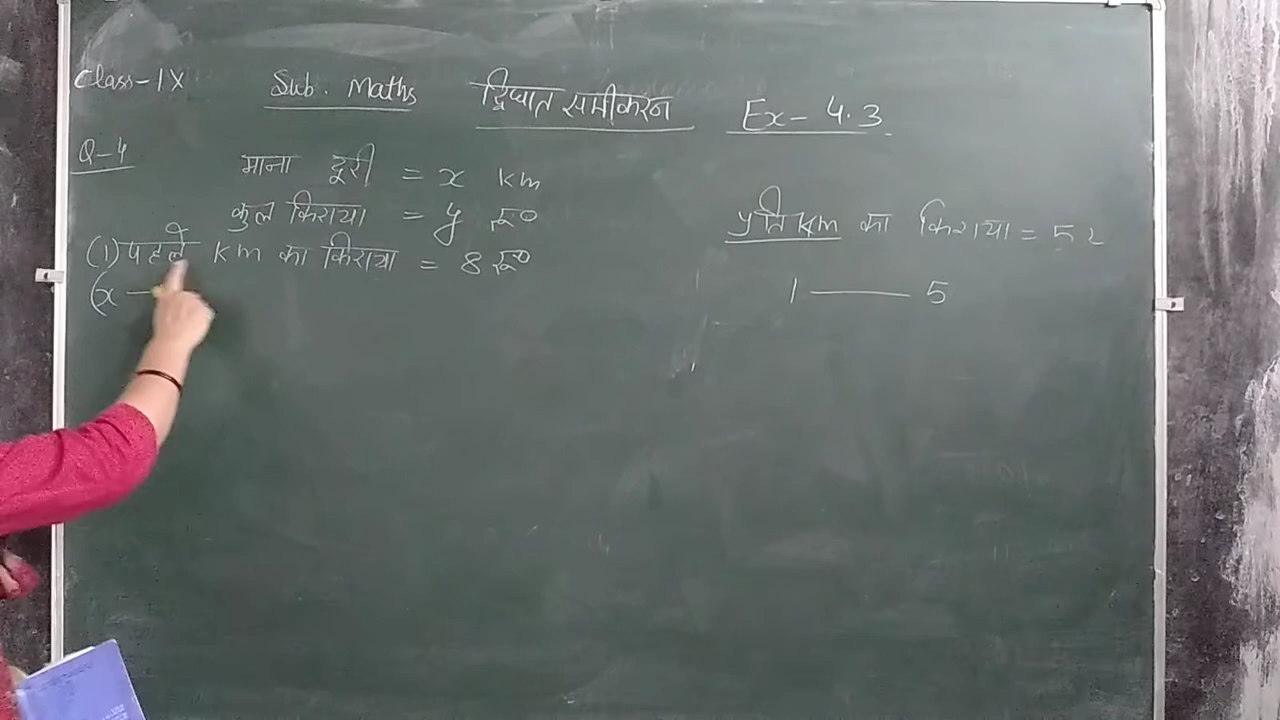 Class-IX Sub. Maths द्विघात समीकरन Ex- 4.3
Q-4 माना दूरी = x km
कुल किराया = y रू०
(1) पहले km का किराया = 8 रू०
(x —
प्रति km का किराया = 5 र
1 —— 5